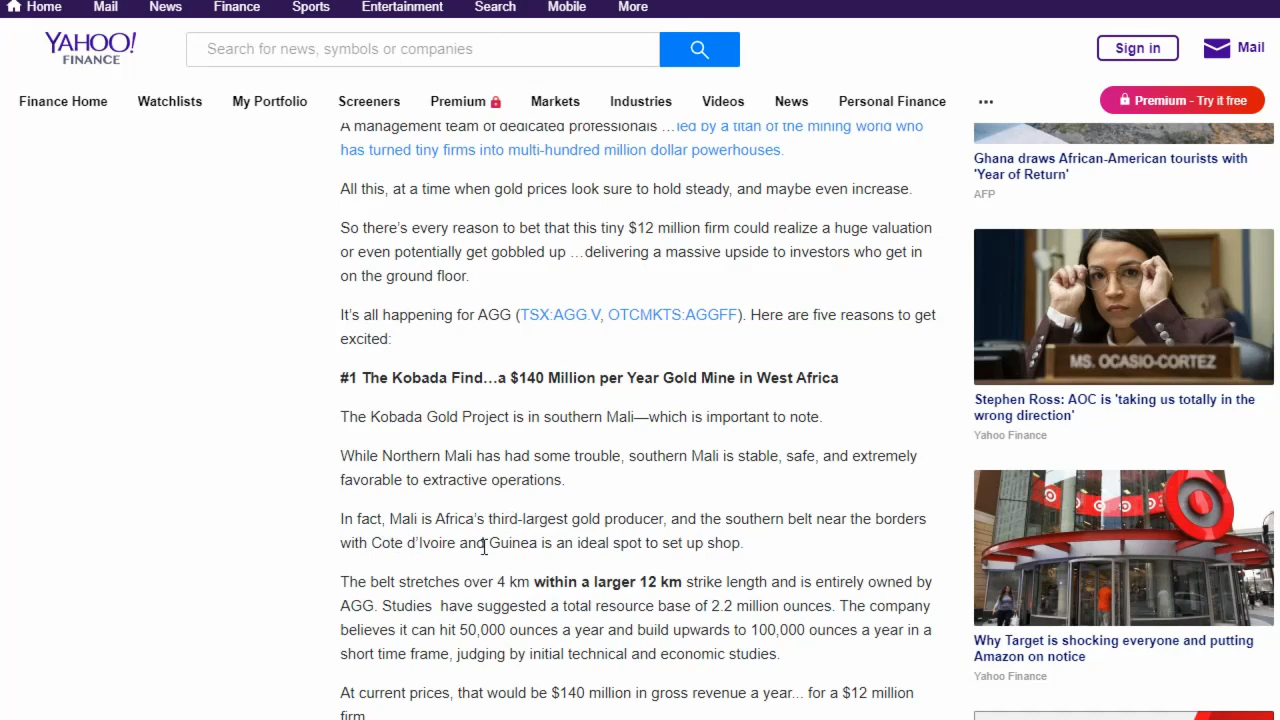 Home Mail News Finance Sports Entertainment Search Mobile More
YAHOO!
FINANCE
Search for news, symbols or companies
Sign in
Mail
Finance Home Watchlists My Portfolio Screeners Premium Markets Industries Videos News Personal Finance ...
Premium - Try it free
A management team of dedicated professionals …led by a titan of the mining world who
has turned tiny firms into multi-hundred million dollar powerhouses.
All this, at a time when gold prices look sure to hold steady, and maybe even increase.
So there's every reason to bet that this tiny $12 million firm could realize a huge valuation
or even potentially get gobbled up …delivering a massive upside to investors who get in
on the ground floor.
It's all happening for AGG (TSX:AGG.V, OTCMKTS:AGGFF). Here are five reasons to get
excited:
#1 The Kobada Find…a $140 Million per Year Gold Mine in West Africa
The Kobada Gold Project is in southern Mali—which is important to note.
While Northern Mali has had some trouble, southern Mali is stable, safe, and extremely
favorable to extractive operations.
In fact, Mali is Africa's third-largest gold producer, and the southern belt near the borders
with Cote d'Ivoire and Guinea is an ideal spot to set up shop.
The belt stretches over 4 km within a larger 12 km strike length and is entirely owned by
AGG. Studies have suggested a total resource base of 2.2 million ounces. The company
believes it can hit 50,000 ounces a year and build upwards to 100,000 ounces a year in a
short time frame, judging by initial technical and economic studies.
At current prices, that would be $140 million in gross revenue a year... for a $12 million
firm.
Ghana draws African-American tourists with
'Year of Return'
AFP
MS. OCASIO-CORTEZ
Stephen Ross: AOC is 'taking us totally in the
wrong direction'
Yahoo Finance
Why Target is shocking everyone and putting
Amazon on notice
Yahoo Finance